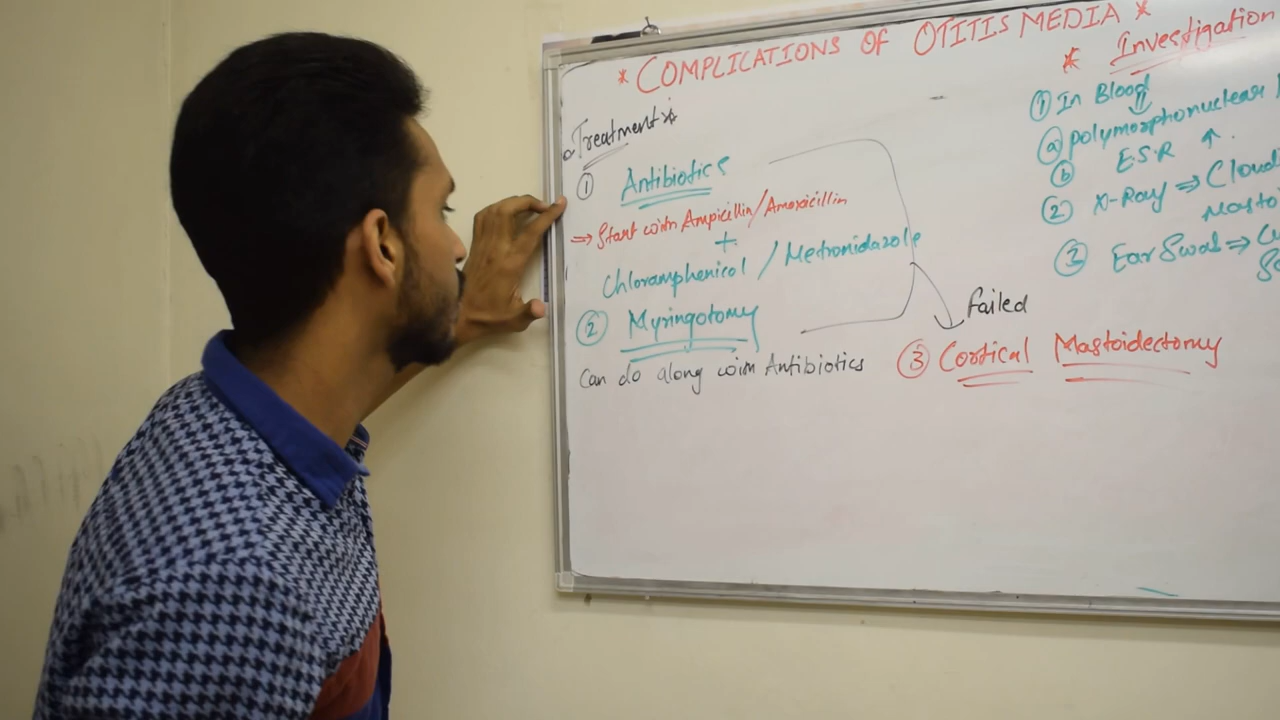 * COMPLICATIONS OF OTITIS MEDIA *
Treatment *
① Antibiotics
⇒ Start with Ampicillin/Amoxicillin
+
Chloramphenicol / Metronidazole
② Myringotomy
Can do along with Antibiotics
Failed
③ Cortical Mastoidectomy
* Investigation
① In Blood
ⓐ polymorphonuclear
ⓑ E.S.R ↑.
② X-Ray ⇒
③ Ear Swab ⇒